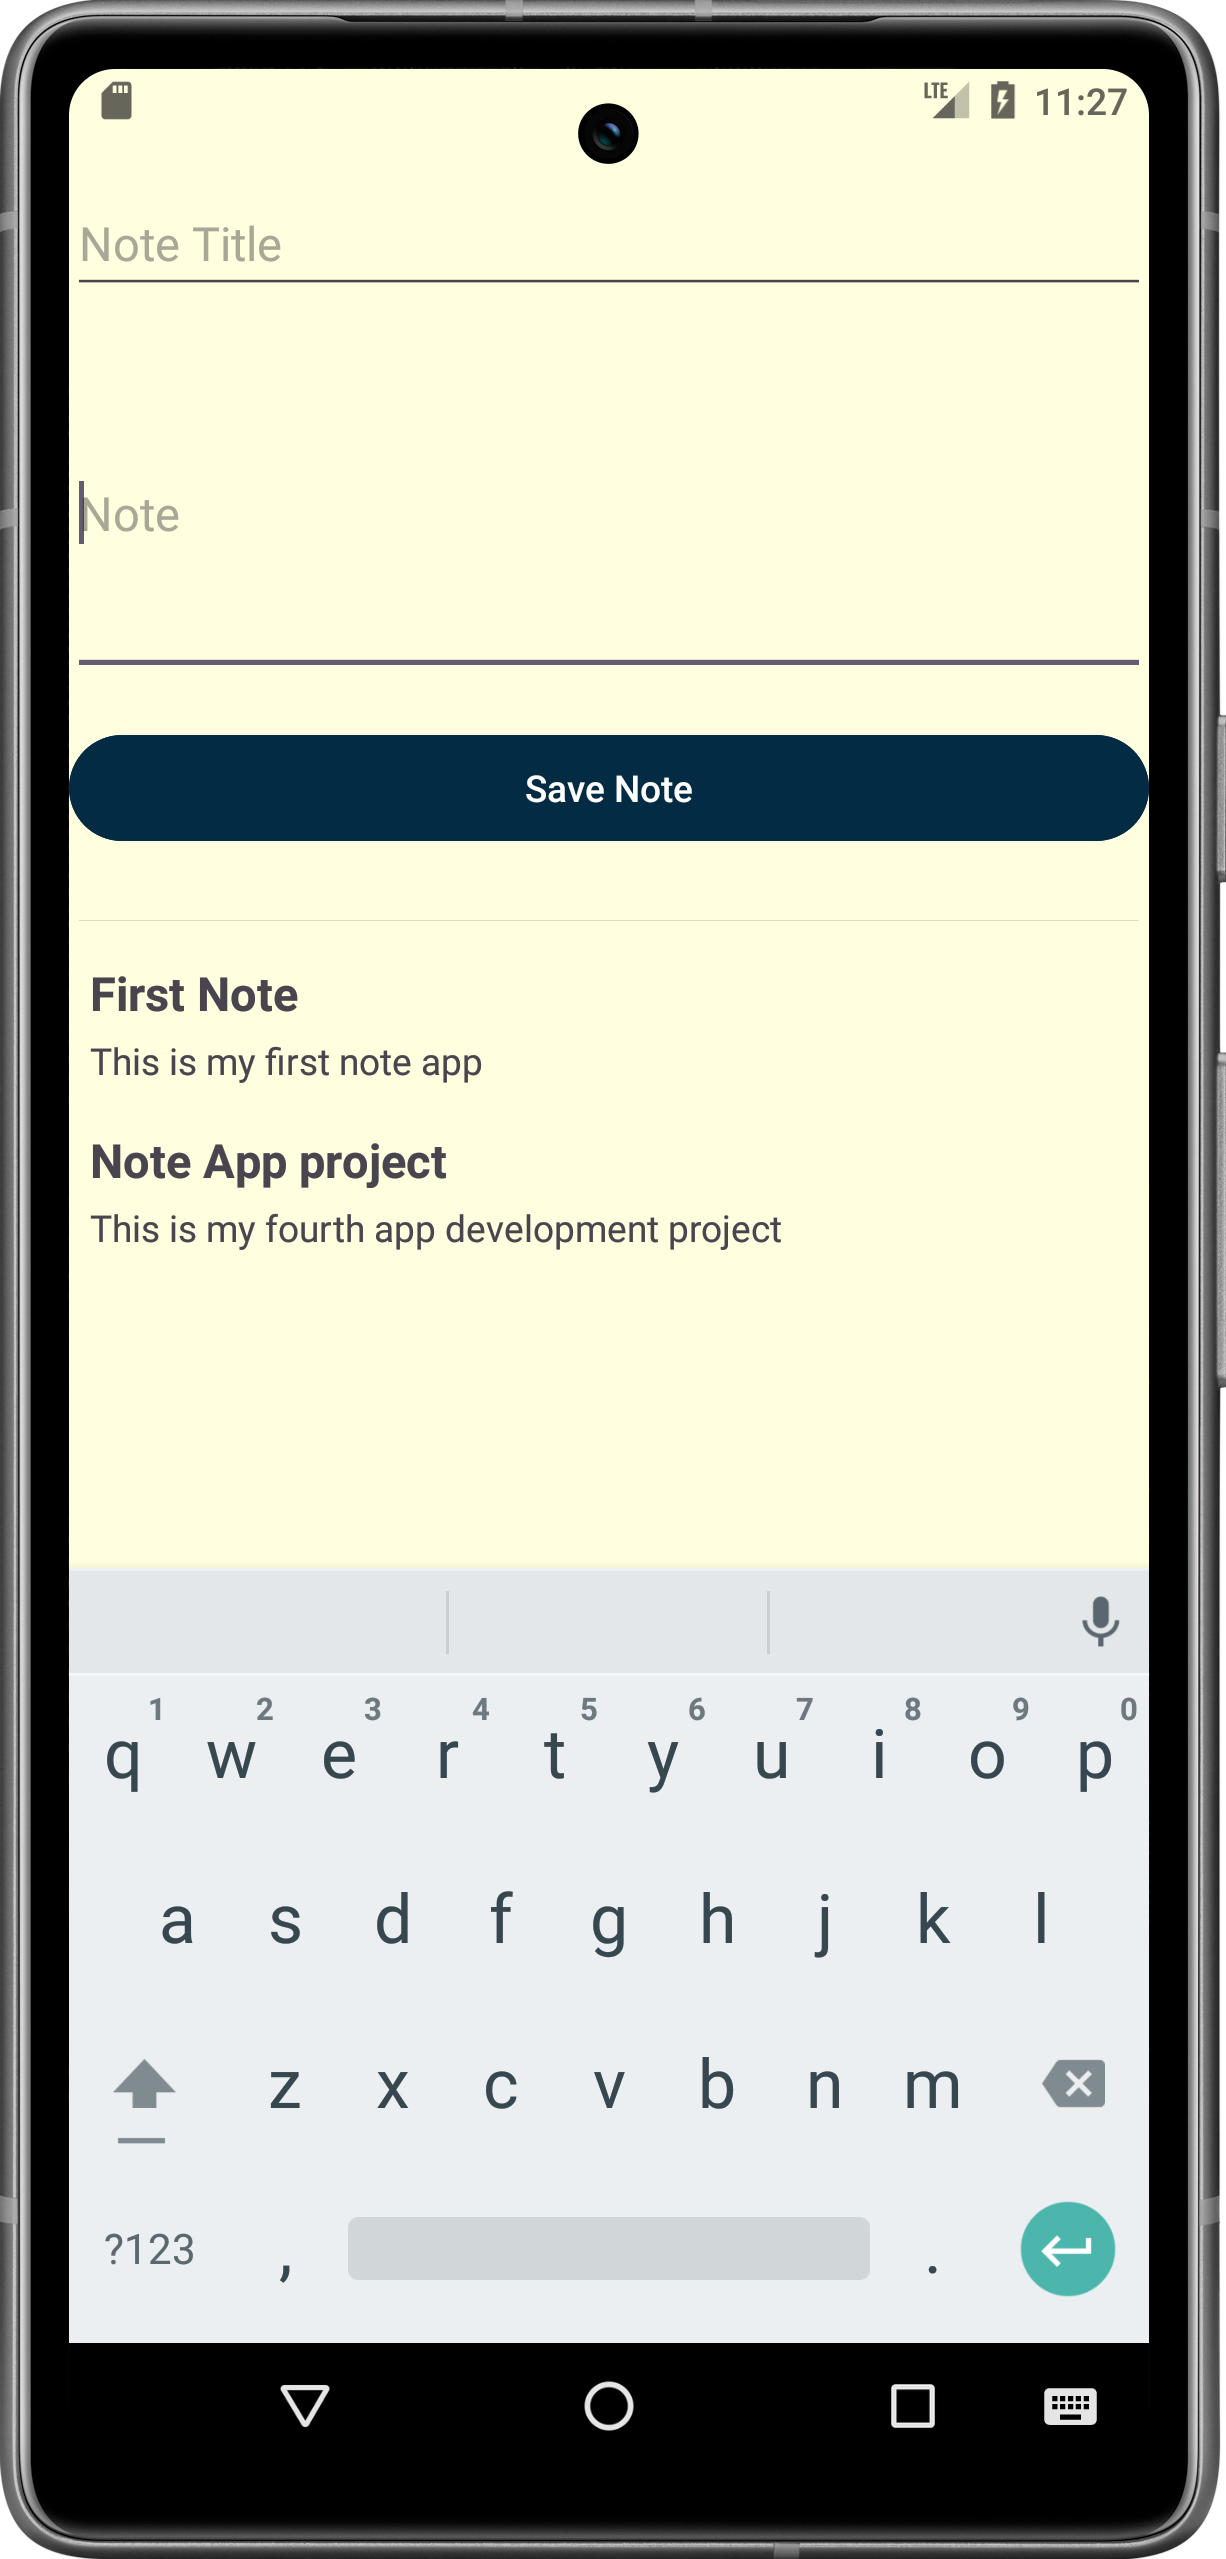 LTE 11:27
Note Title
Note
Save Note
First Note
This is my first note app
Note App project
This is my fourth app development project
1 2 3 4 5 6 7 8 9 0
q w e r t y u i o p
a s d f g h j k l
z x c v b n m
?123 , .